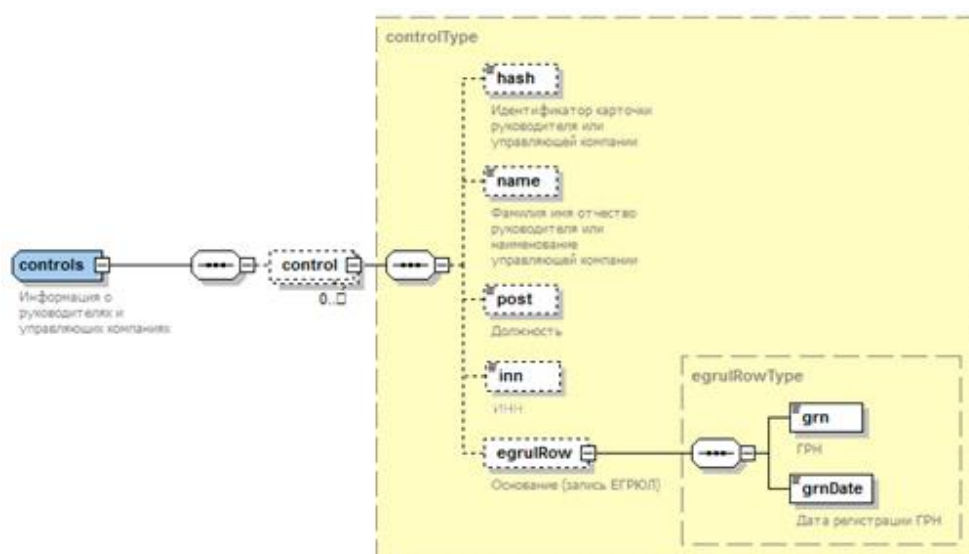 controlType
hash
Идентификатор карточки
руководителя или
управляющей компании
name
Фамилия имя отчество
руководителя или
наименование
управляющей компании
controls
control
0..
Информация о
руководителях и
управляющих компаниях
post
Должность
inn
ИНН
egrulRowType
grn
ГРН
egrulRow
Основание (запись ЕГРЮЛ)
grnDate
Дата регистрации ГРН